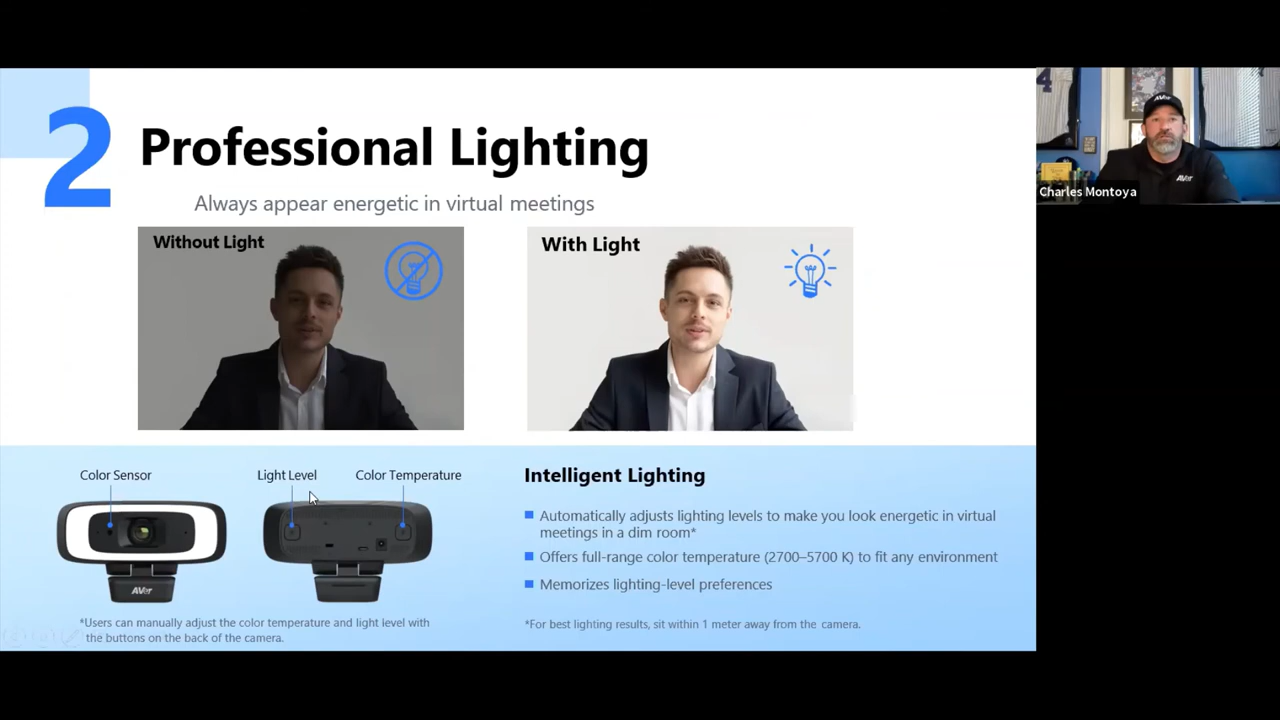 2
Professional Lighting
Always appear energetic in virtual meetings
Without Light
With Light
AVer
AVer
Charles Montoya
Color Sensor
Light Level
Color Temperature
AVer
*Users can manually adjust the color temperature and light level with
the buttons on the back of the camera.
Intelligent Lighting
Automatically adjusts lighting levels to make you look energetic in virtual
meetings in a dim room*
Offers full-range color temperature (2700–5700 K) to fit any environment
Memorizes lighting-level preferences
*For best lighting results, sit within 1 meter away from the camera.